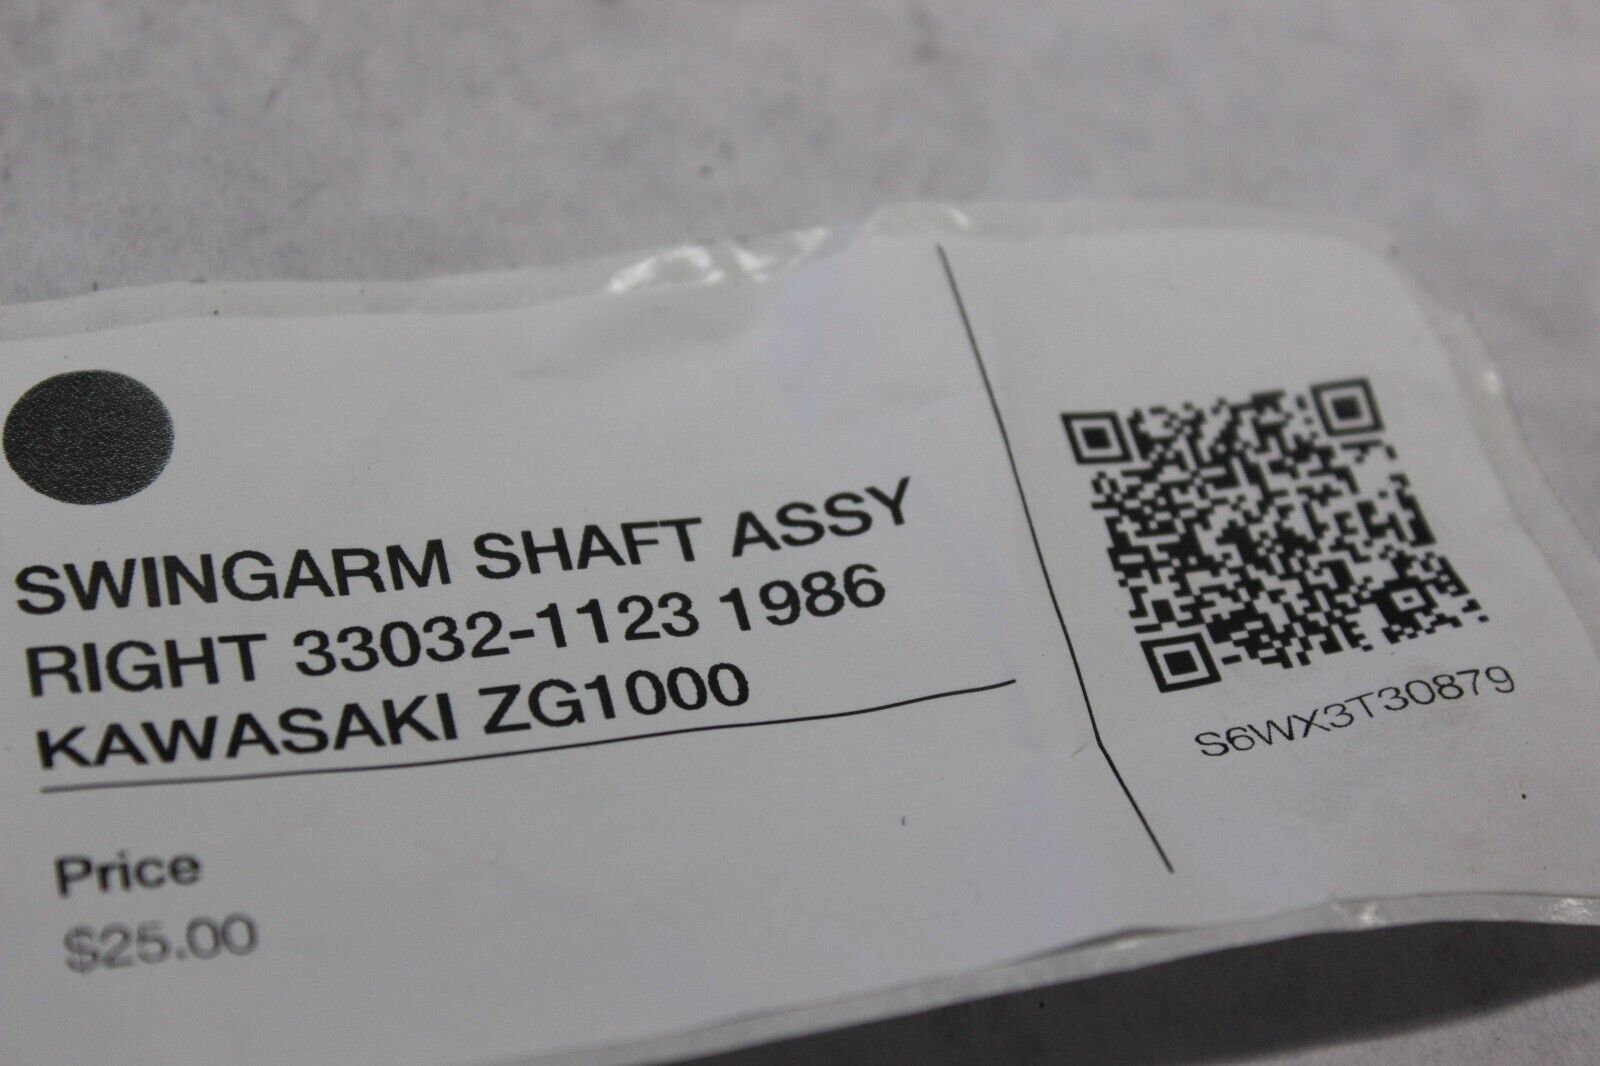 SWINGARM SHAFT ASSY
RIGHT 33032-1123 1986
KAWASAKI ZG1000
Price
$25.00
S6WX3T30879